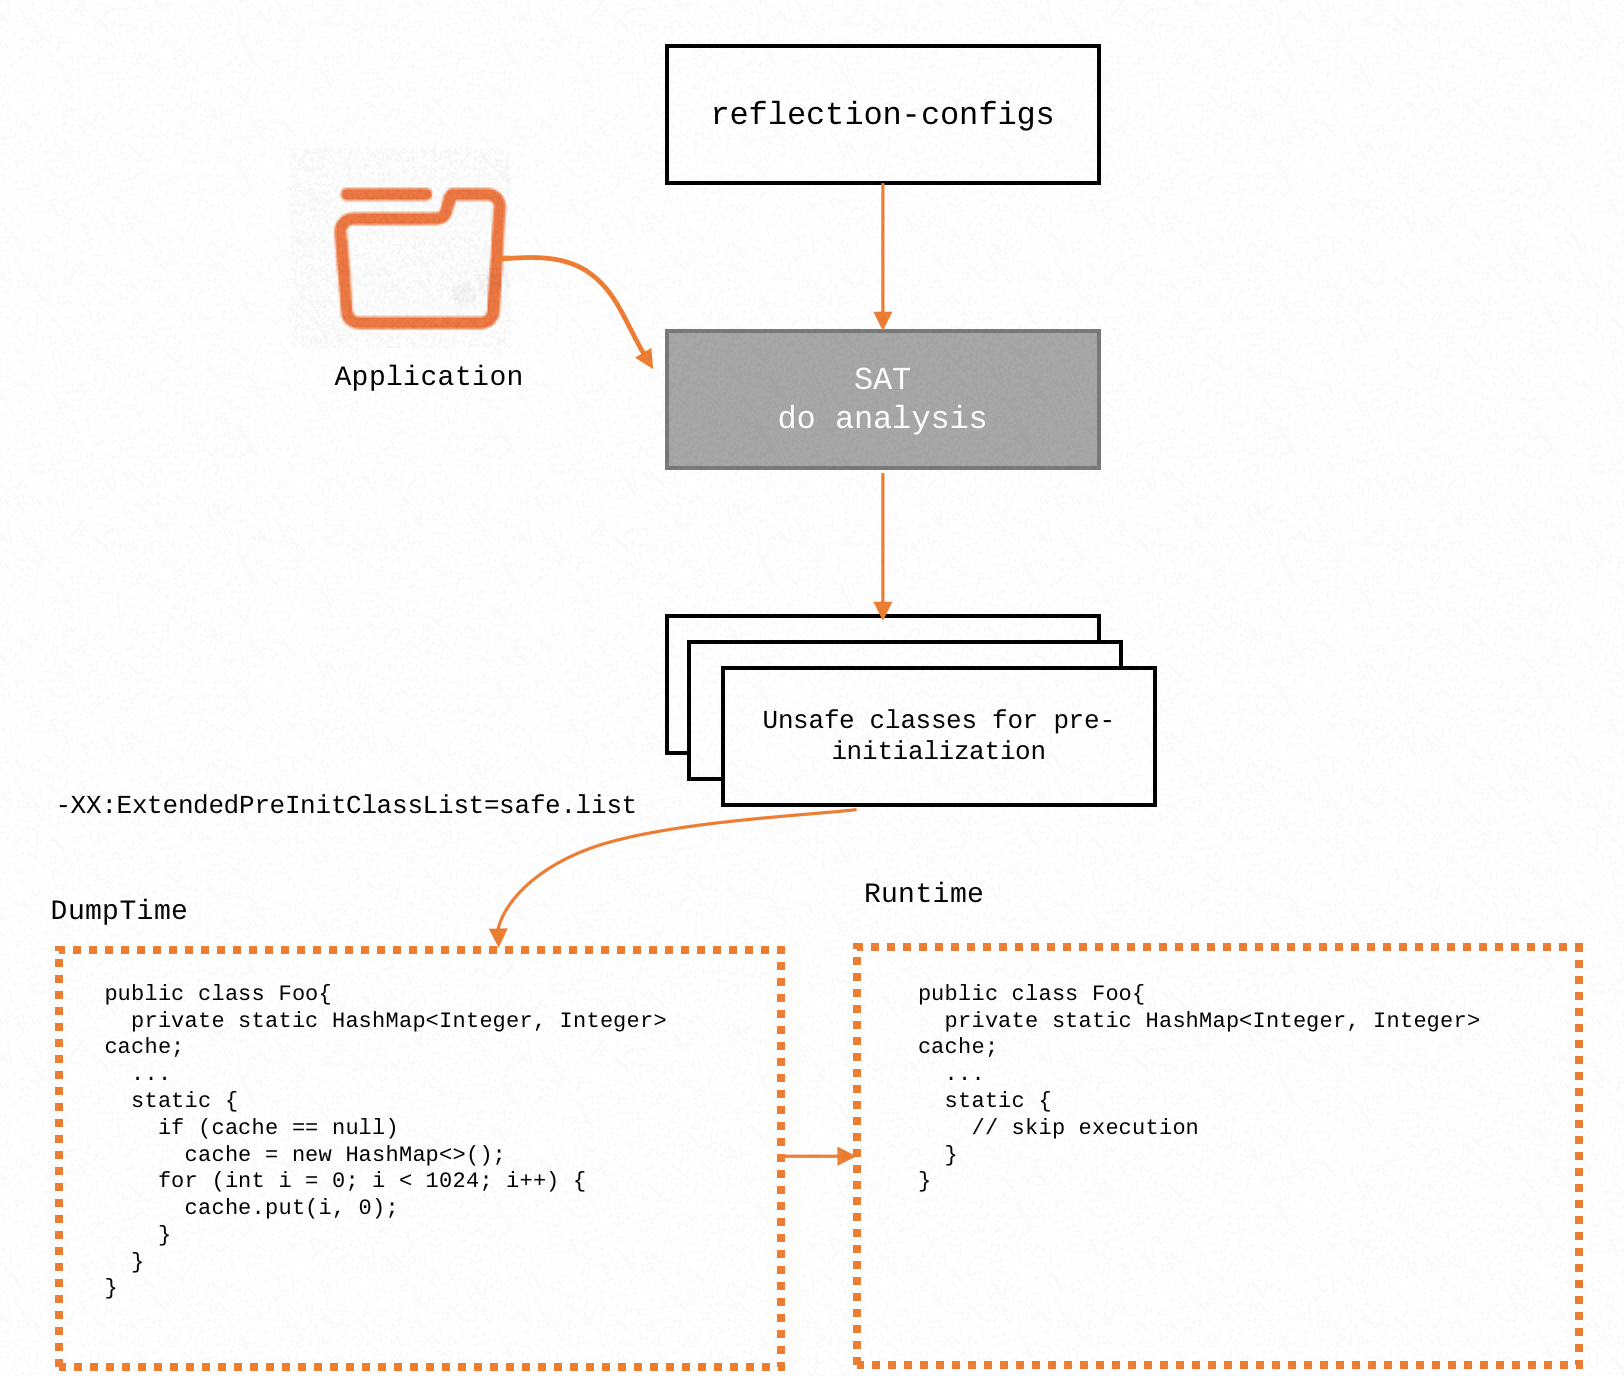 reflection-configs
Application
SAT
do analysis
Unsafe classes for pre-
initialization
-XX:ExtendedPreInitClassList=safe.list
DumpTime
public class Foo{
  private static HashMap<Integer, Integer>
cache;
  ...
  static {
    if (cache == null)
      cache = new HashMap<>();
    for (int i = 0; i < 1024; i++) {
      cache.put(i, 0);
    }
  }
}
Runtime
public class Foo{
  private static HashMap<Integer, Integer>
cache;
  ...
  static {
    // skip execution
  }
}